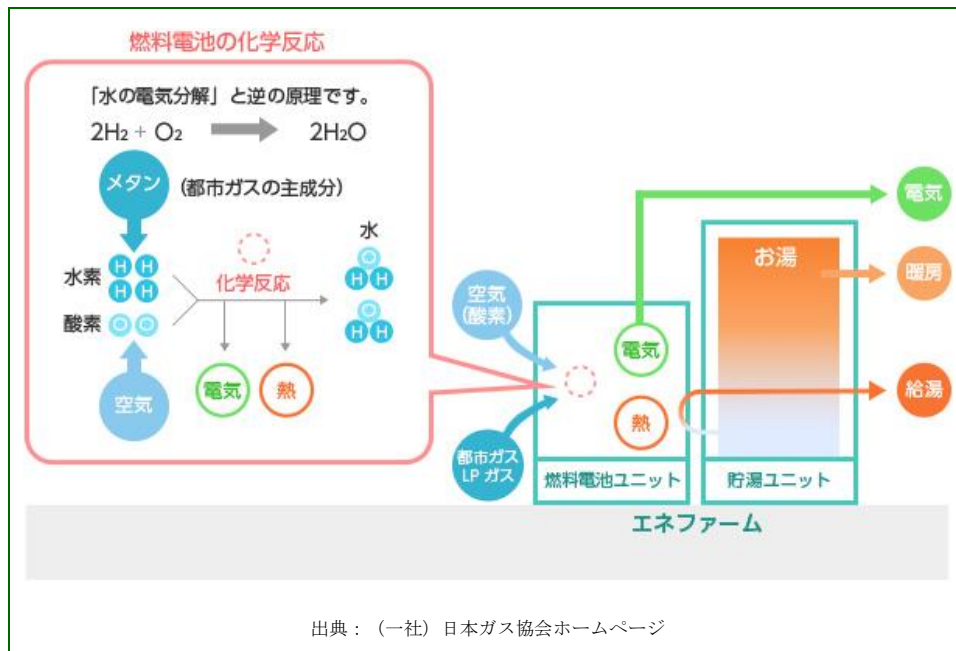 燃料電池の化学反応
「水の電気分解」と逆の原理です。
2H₂ + O₂ 2H₂O
メタン
(都市ガスの主成分)
水
水素
H H
H H
化学反応
H H
酸素
O O
O
H H
電気
熱
空気
空気
(酸素)
都市ガス
LP ガス
電気
熱
燃料電池ユニット
お湯
貯湯ユニット
電気
暖房
給湯
エネファーム
出典:(一社)日本ガス協会ホームページ